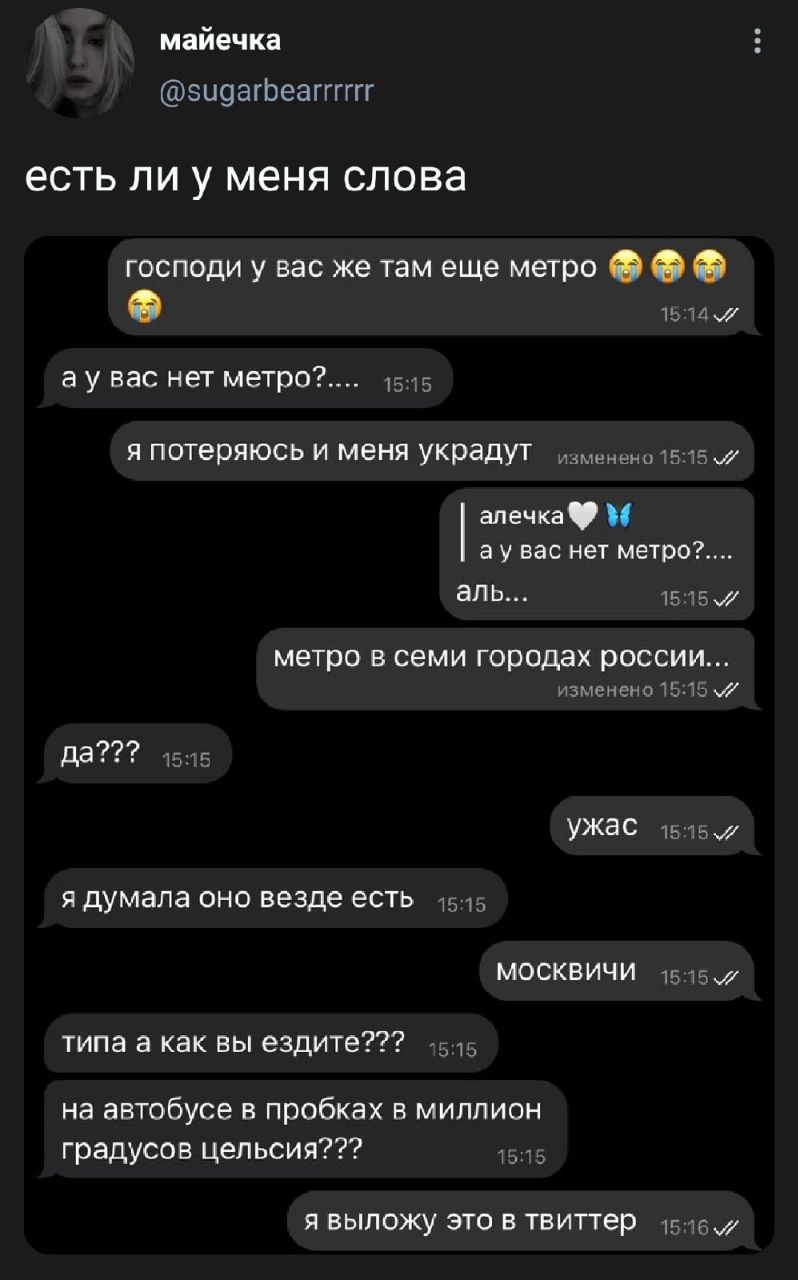 майечка
@sugarbearrrrrr
есть ли у меня слова
господи у вас же там еще метро 😭😭😭
😭
15:14
а у вас нет метро?.... 15:15
я потеряюсь и меня украдут изменено 15:15
алечка🤍🦋
а у вас нет метро?....
аль... 15:15
метро в семи городах россии...
изменено 15:15
да??? 15:15
ужас 15:15
я думала оно везде есть 15:15
москвичи 15:15
типа а как вы ездите??? 15:15
на автобусе в пробках в миллион
градусов цельсия??? 15:15
я выложу это в твиттер 15:16